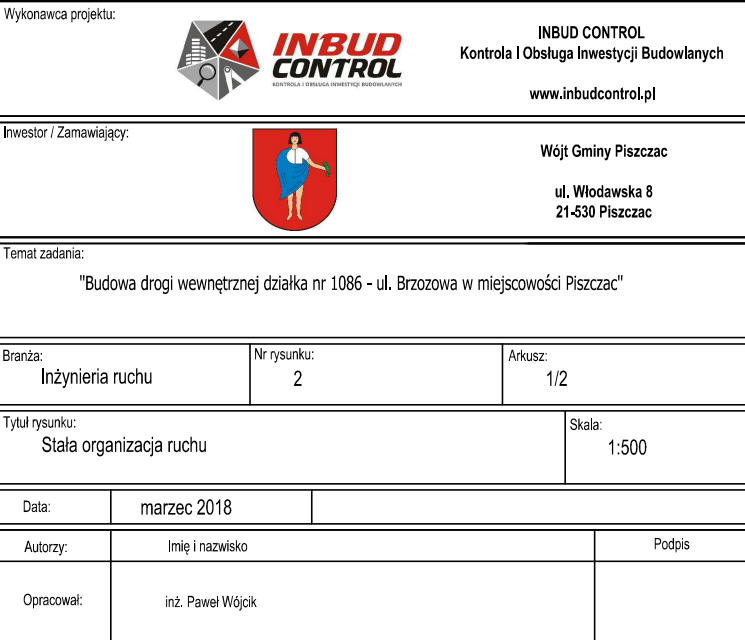 Wykonawca projektu:
INBUD
CONTROL
KONTROLA I OBSŁUGA INWESTYCJI BUDOWLANYCH
INBUD CONTROL
Kontrola I Obsługa Inwestycji Budowlanych
www.inbudcontrol.pl
Inwestor / Zamawiający:
Wójt Gminy Piszczac
ul. Włodawska 8
21-530 Piszczac
Temat zadania:
"Budowa drogi wewnętrznej działka nr 1086 - ul. Brzozowa w miejscowości Piszczac"
Branża:
Inżynieria ruchu
Nr rysunku:
2
Arkusz:
1/2
Tytuł rysunku:
Stała organizacja ruchu
Skala:
1:500
Data:
marzec 2018
Autorzy:
Imię i nazwisko
Podpis
Opracował:
inż. Paweł Wójcik